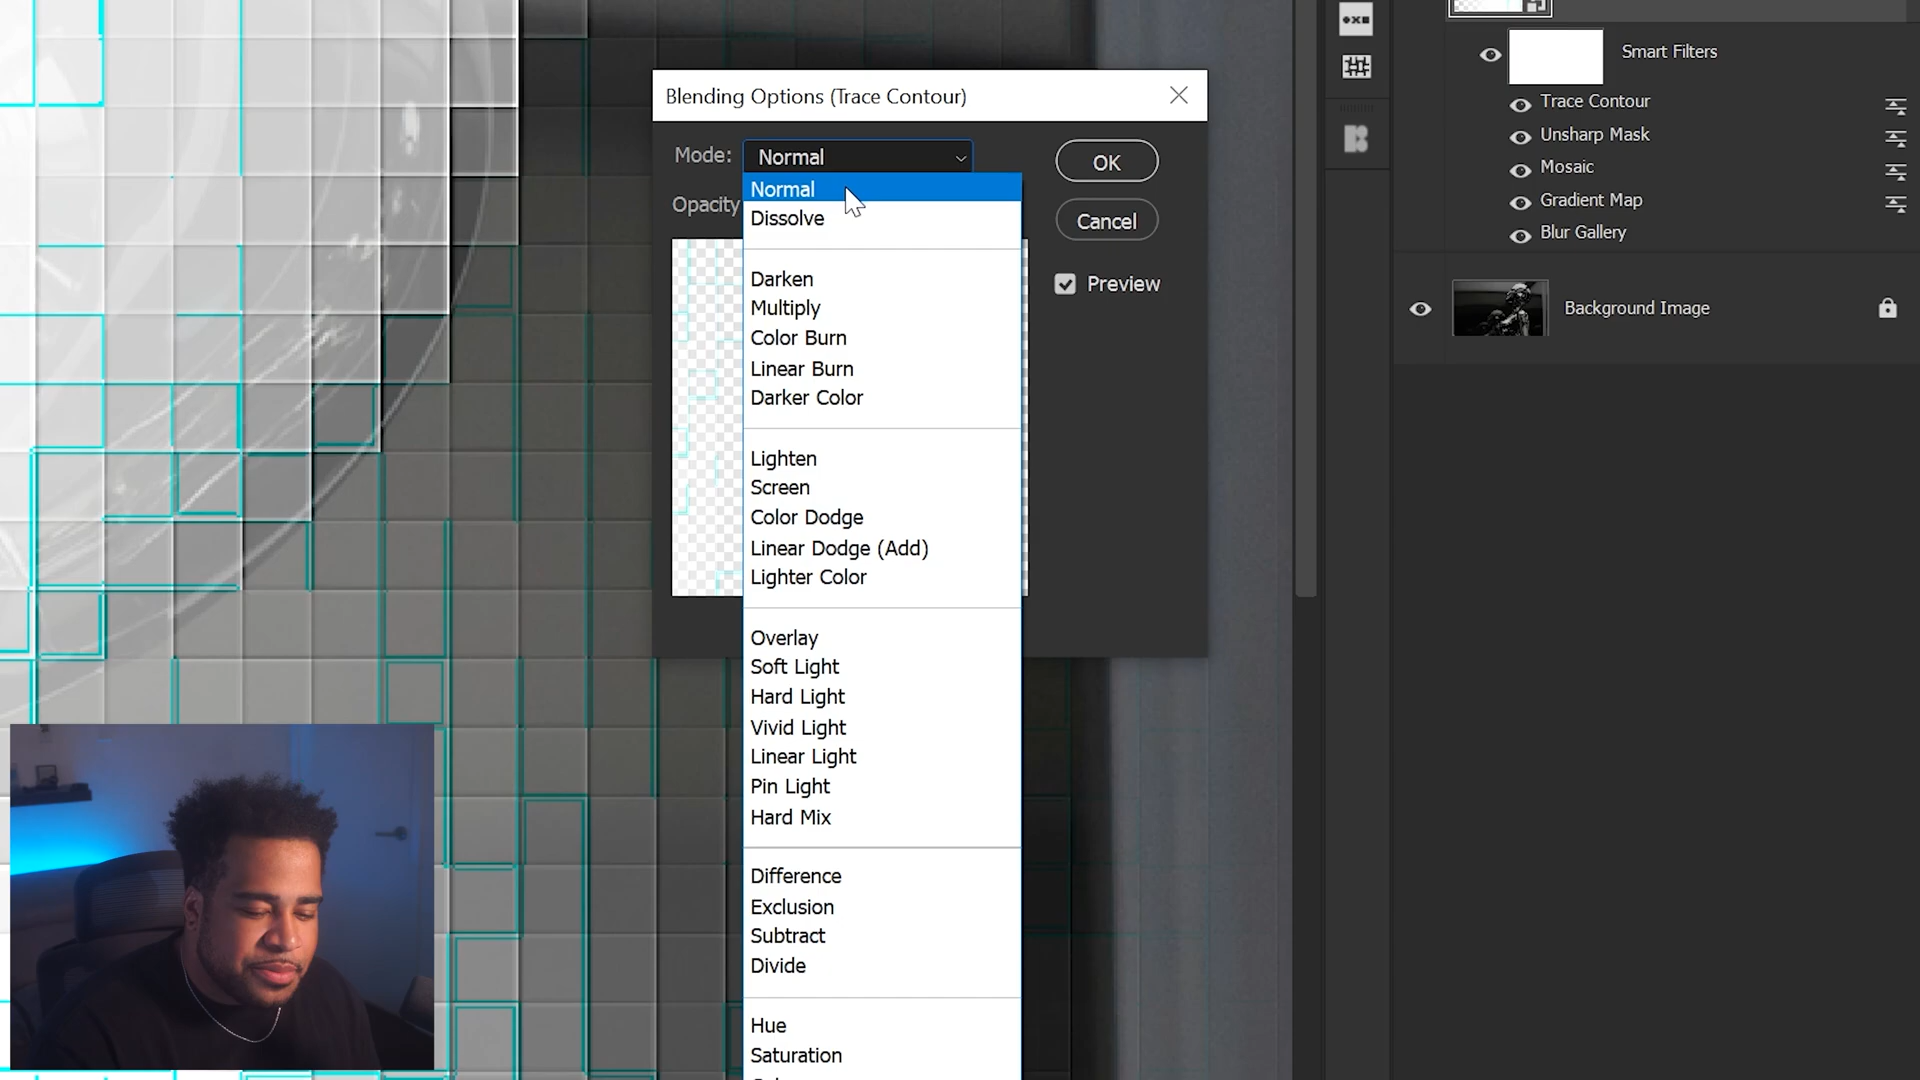 Blending Options (Trace Contour)
Mode:
Normal
OK
Opacity
Cancel
Preview
Normal
Dissolve
Darken
Multiply
Color Burn
Linear Burn
Darker Color
Lighten
Screen
Color Dodge
Linear Dodge (Add)
Lighter Color
Overlay
Soft Light
Hard Light
Vivid Light
Linear Light
Pin Light
Hard Mix
Difference
Exclusion
Subtract
Divide
Hue
Saturation
Smart Filters
Trace Contour
Unsharp Mask
Mosaic
Gradient Map
Blur Gallery
Background Image